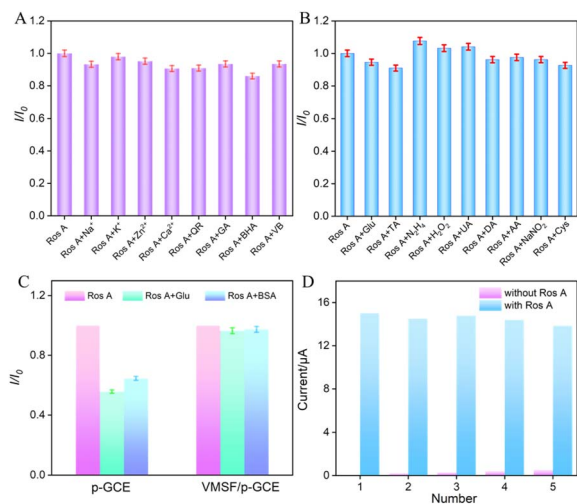 A
I/I₀
1.2
1.0
0.8
0.6
0.4
0.2
0.0
Ros A
Ros A+Na⁺
Ros A+K⁺
Ros A+Zn²⁺
Ros A+Ca²⁺
Ros A+QR
Ros A+GA
Ros A+BHA
Ros A+VB
B
I/I₀
1.2
1.0
0.8
0.6
0.4
0.2
0.0
Ros A
Ros A+Glu
Ros A+TA
Ros A+N₂H₄
Ros A+H₂O₂
Ros A+UA
Ros A+DA
Ros A+AA
Ros A+NaNO₂
Ros A+Cys
C
Ros A Ros A+Glu Ros A+BSA
I/I₀
1.2
0.8
0.4
0.0
p-GCE VMSF/p-GCE
D
without Ros A
with Ros A
Current/μA
16
12
8
4
0
1 2 3 4 5
Number